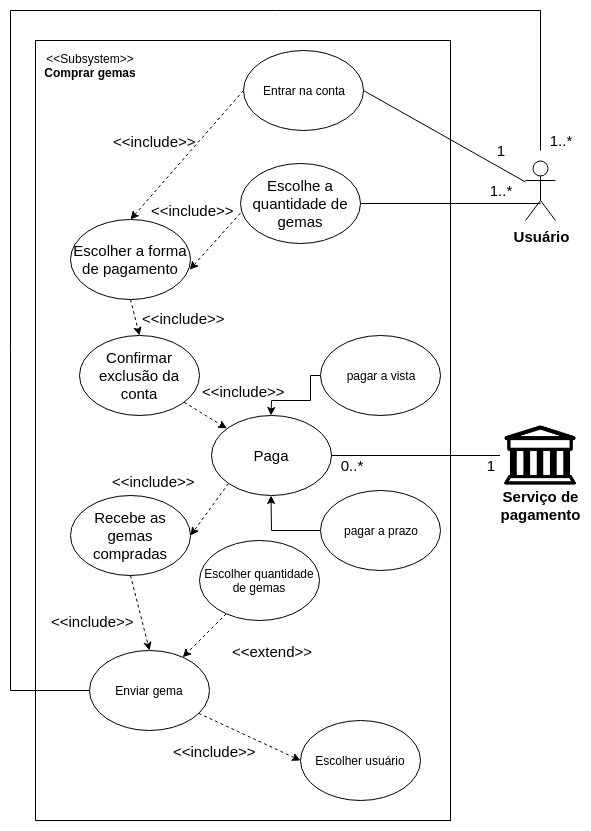 <<Subsystem>>
Comprar gemas
Entrar na conta
<<include>>
1..*
1
Escolhe a
quantidade de
gemas
1..*
<<include>>
Usuário
Escolher a forma
de pagamento
<<include>>
Confirmar
exclusão da
conta
pagar a vista
<<include>>
Paga
0..*
1
Serviço de
pagamento
<<include>>
Recebe as
gemas
compradas
pagar a prazo
Escolher quantidade
de gemas
<<include>>
<<extend>>
Enviar gema
<<include>>
Escolher usuário